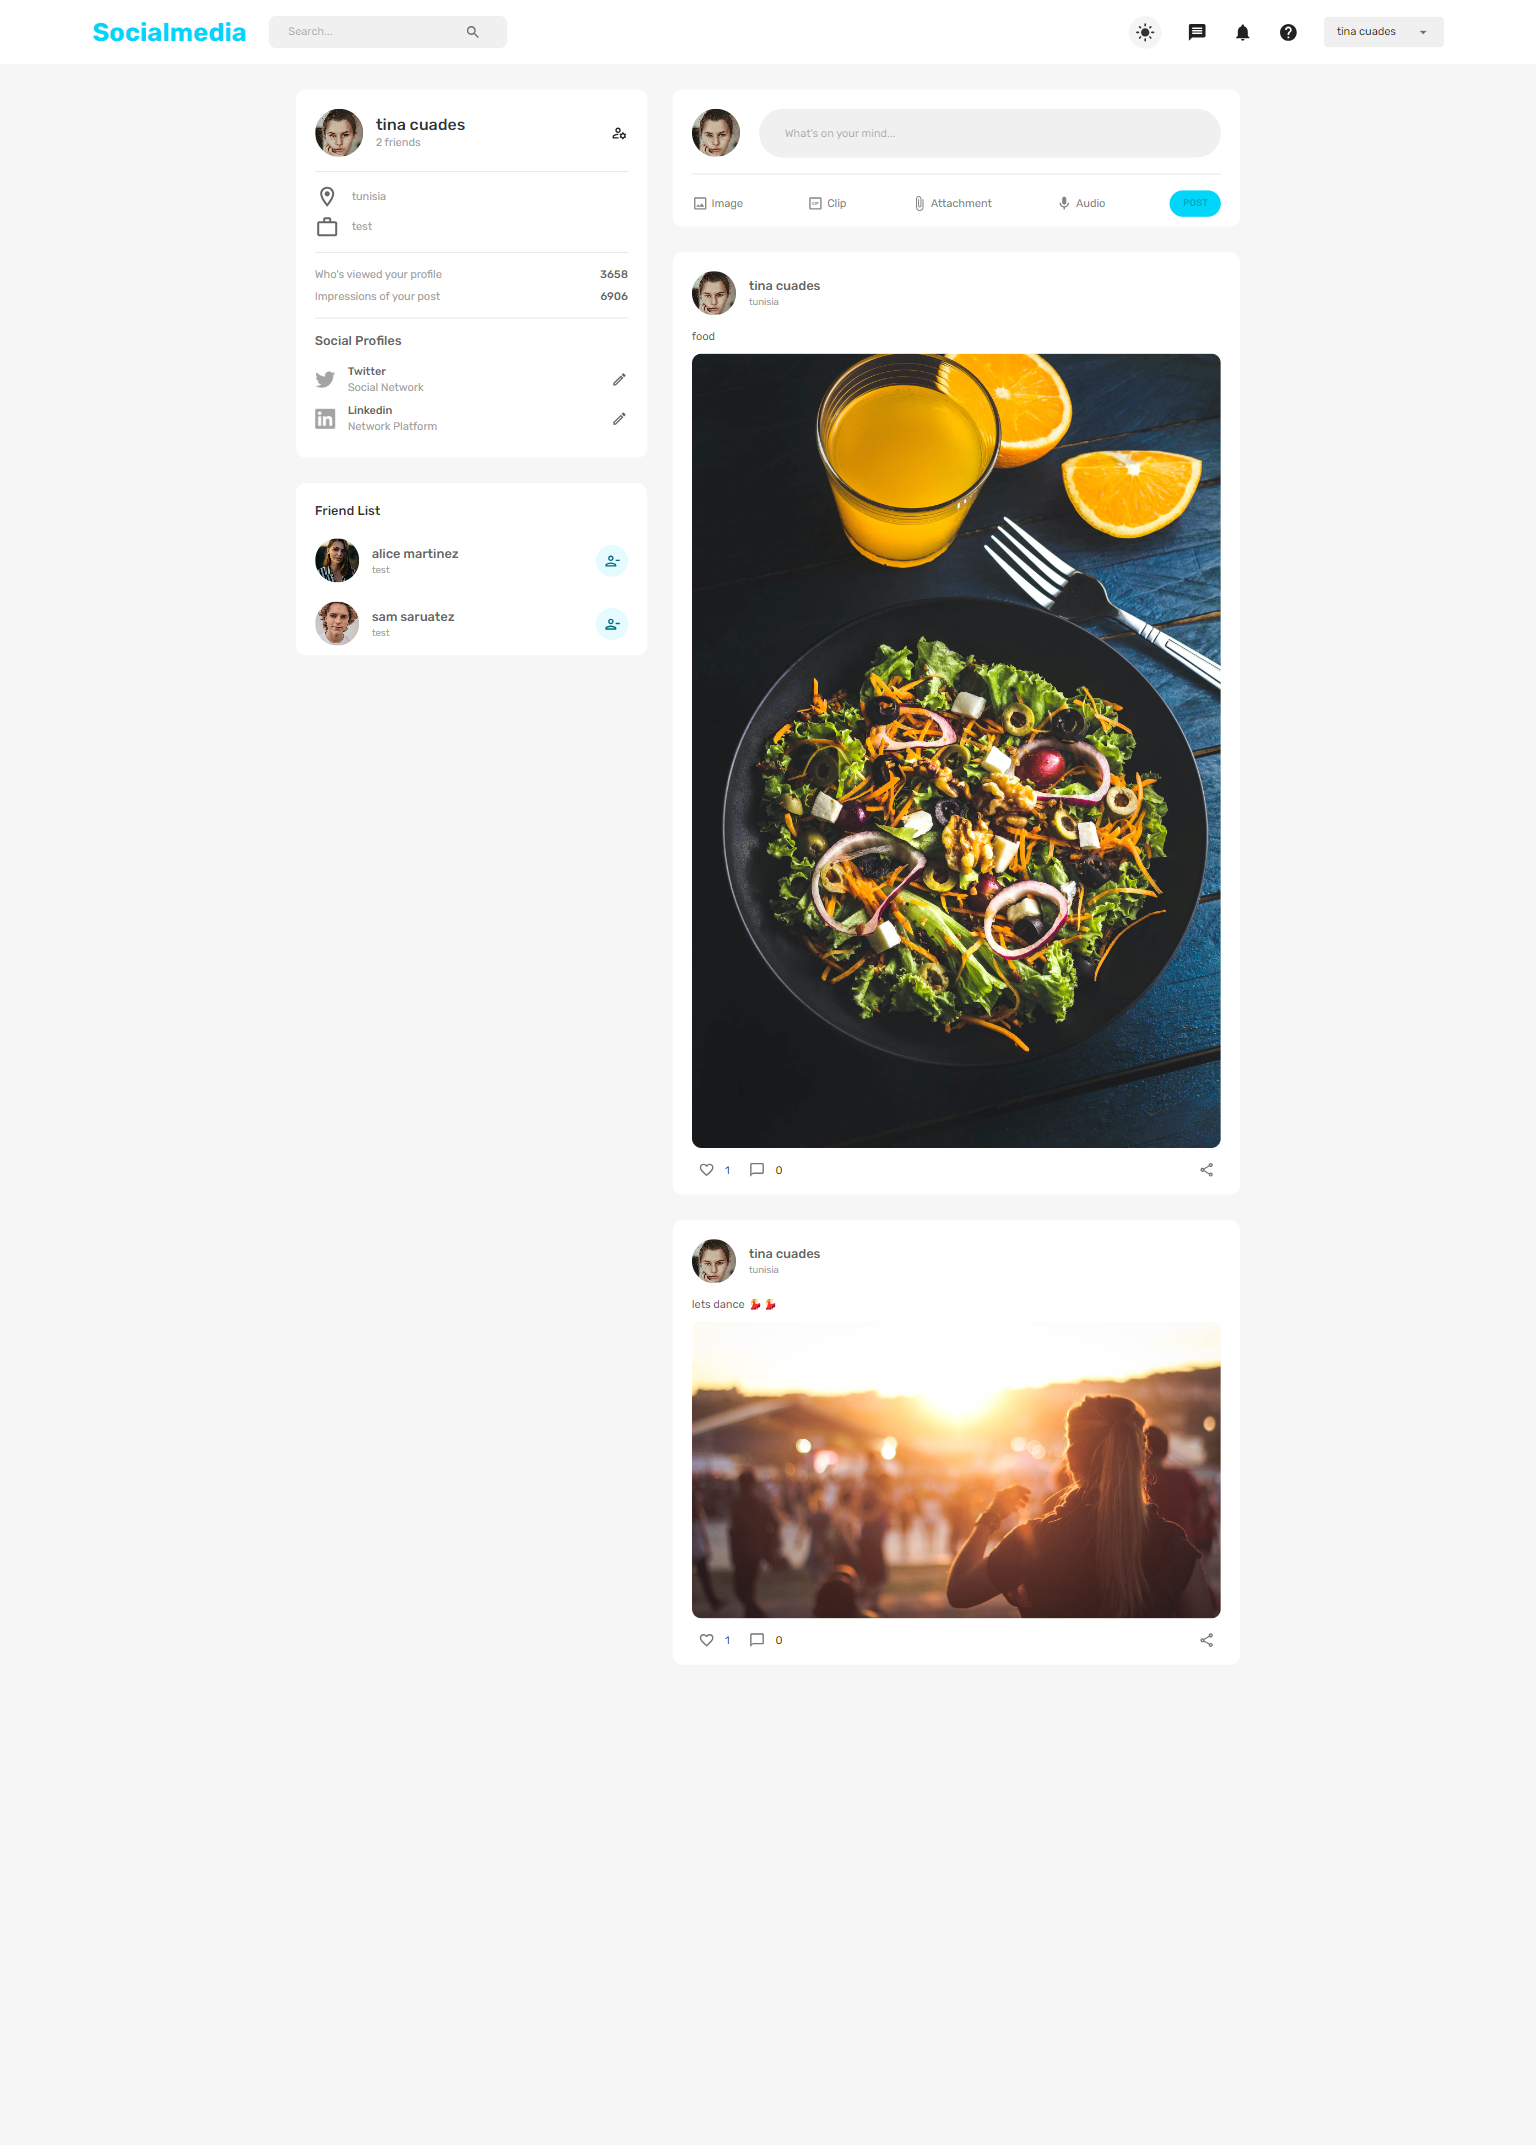 Socialmedia
Search...
tina cuades
tina cuades
2 friends
tunisia
test
Who's viewed your profile 3658
Impressions of your post 6906
Social Profiles
Twitter
Social Network
Linkedin
Network Platform
Friend List
alice martinez
test
sam saruatez
test
What's on your mind...
Image Clip Attachment Audio POST
tina cuades
tunisia
food
1 0
tina cuades
tunisia
lets dance 💃💃
1 0